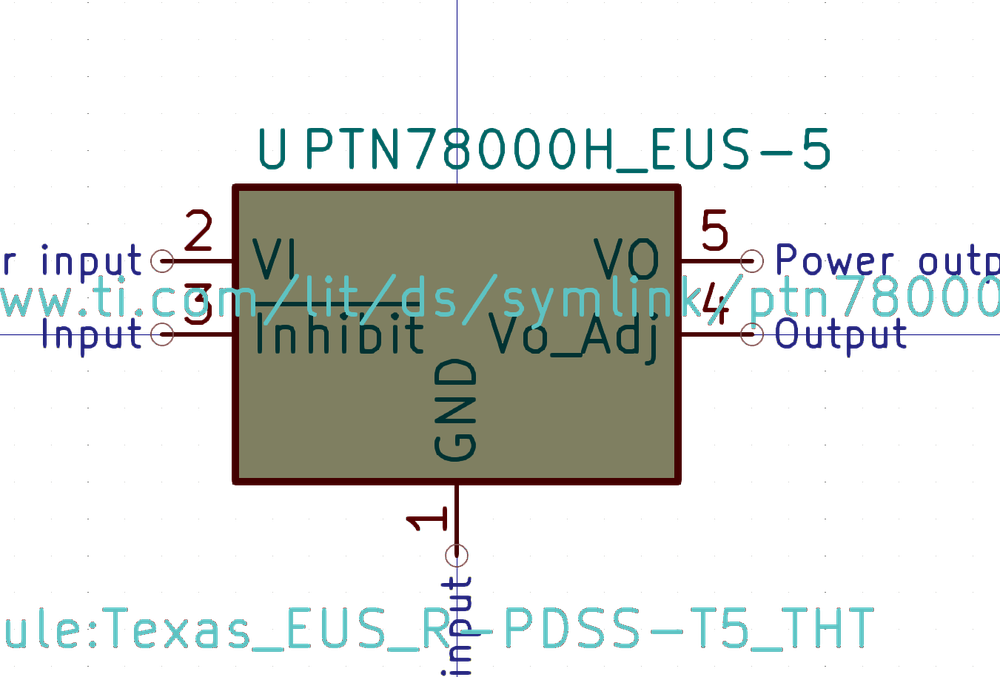 U PTN78000H_EUS-5
2 5
r input VI VO Power outp
ww.ti.com/lit/ds/symlink/ptn78000
3 4
Input Inhibit Vo_Adj Output
GND
1
input
ule:Texas_EUS_R-PDSS-T5_THT